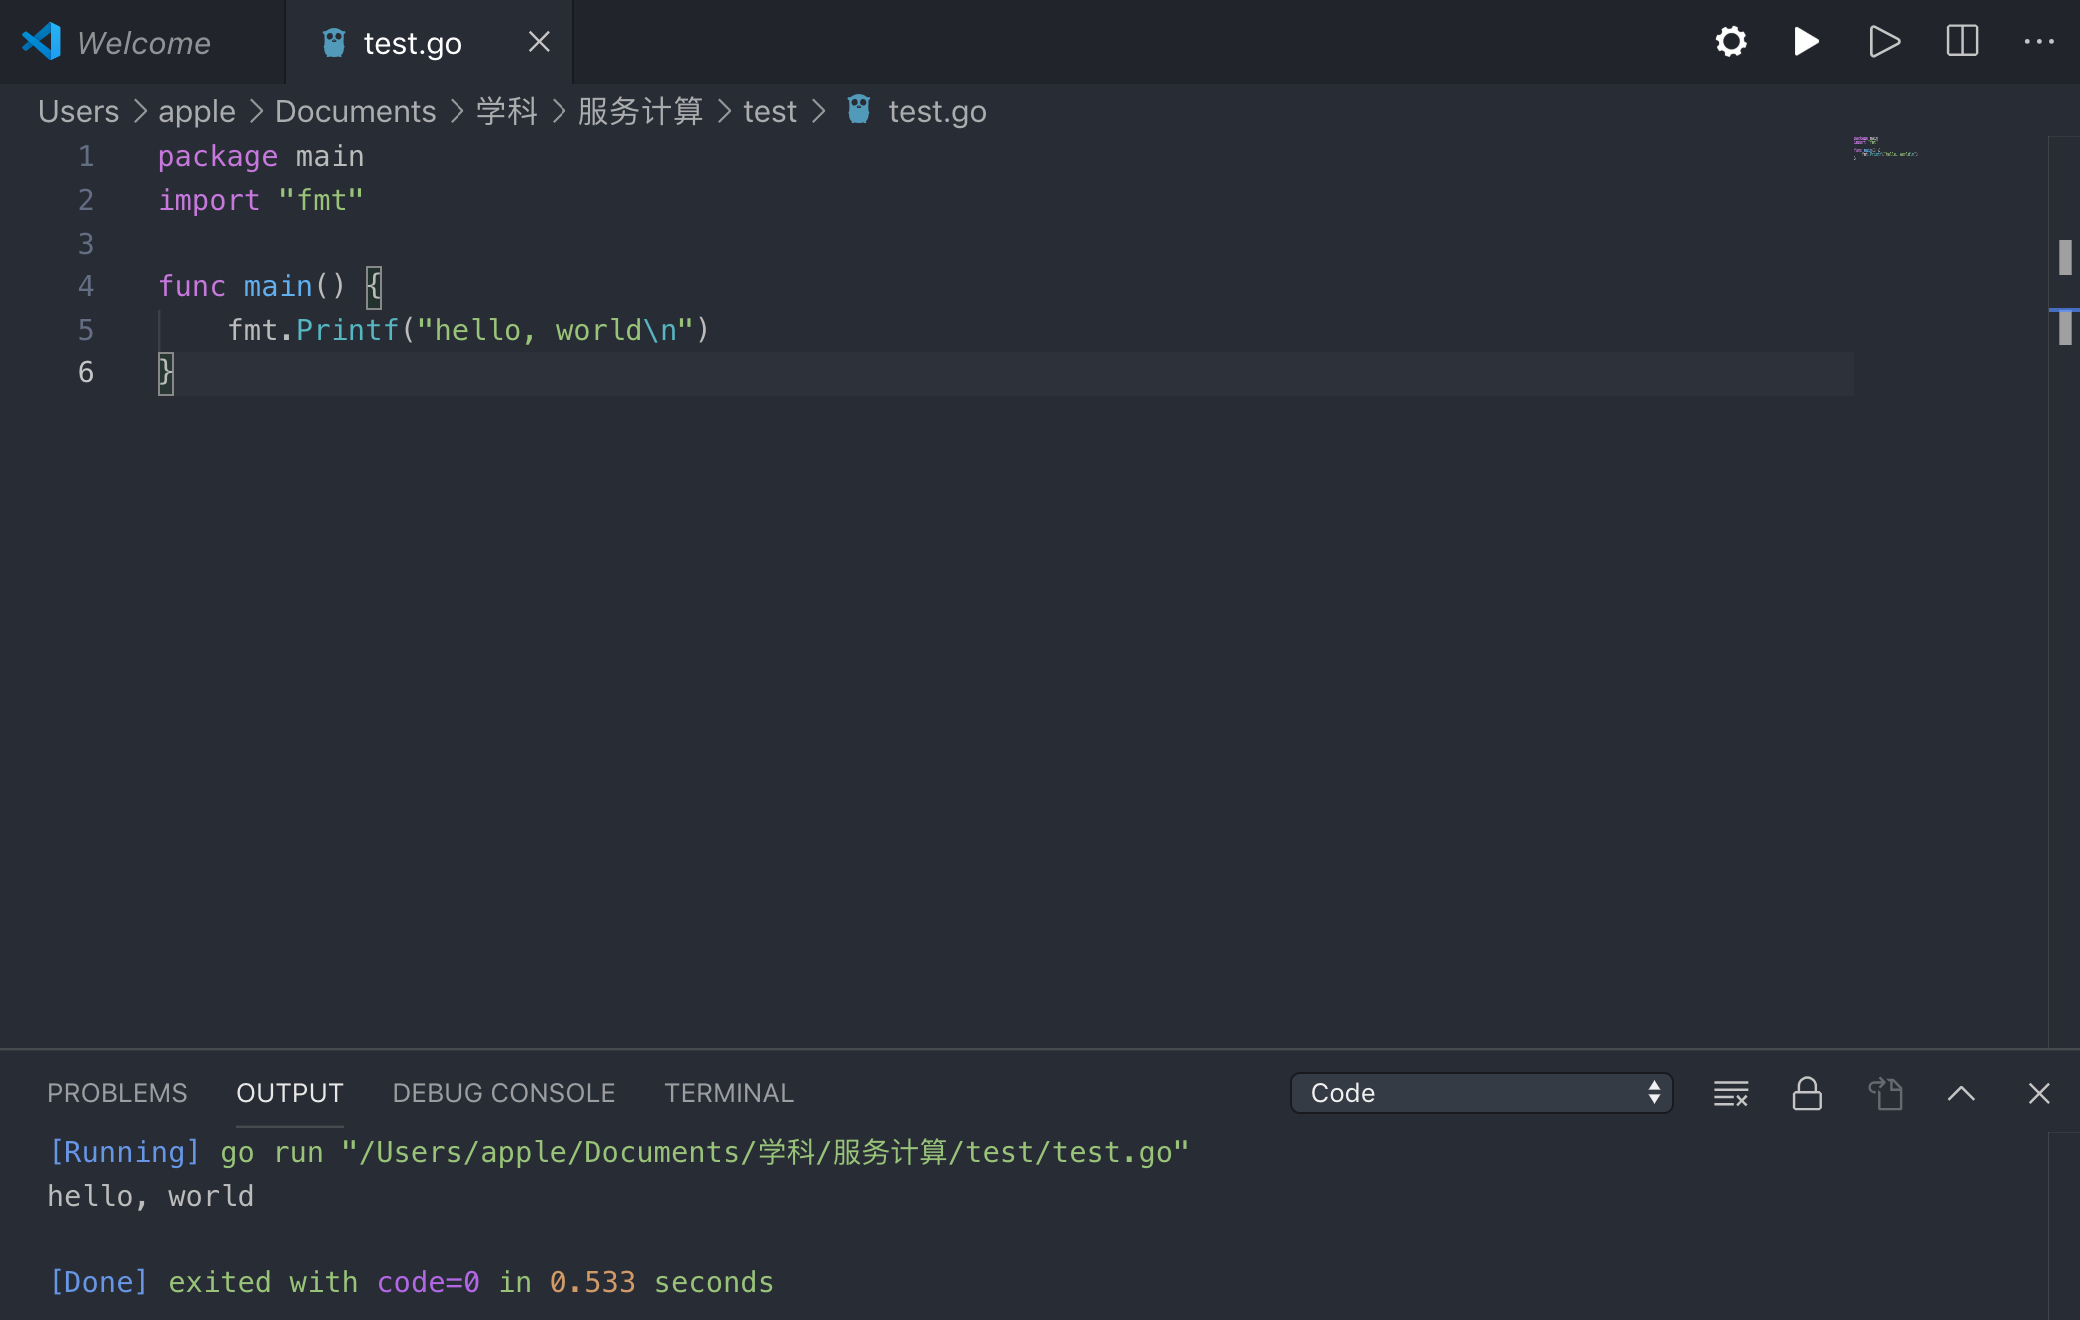 Welcome
test.go
Users > apple > Documents > 学科 > 服务计算 > test > test.go
1 package main
2 import "fmt"
3
4 func main() {
5     fmt.Printf("hello, world\n")
6 }
PROBLEMS OUTPUT DEBUG CONSOLE TERMINAL Code
[Running] go run "/Users/apple/Documents/学科/服务计算/test/test.go"
hello, world
[Done] exited with code=0 in 0.533 seconds